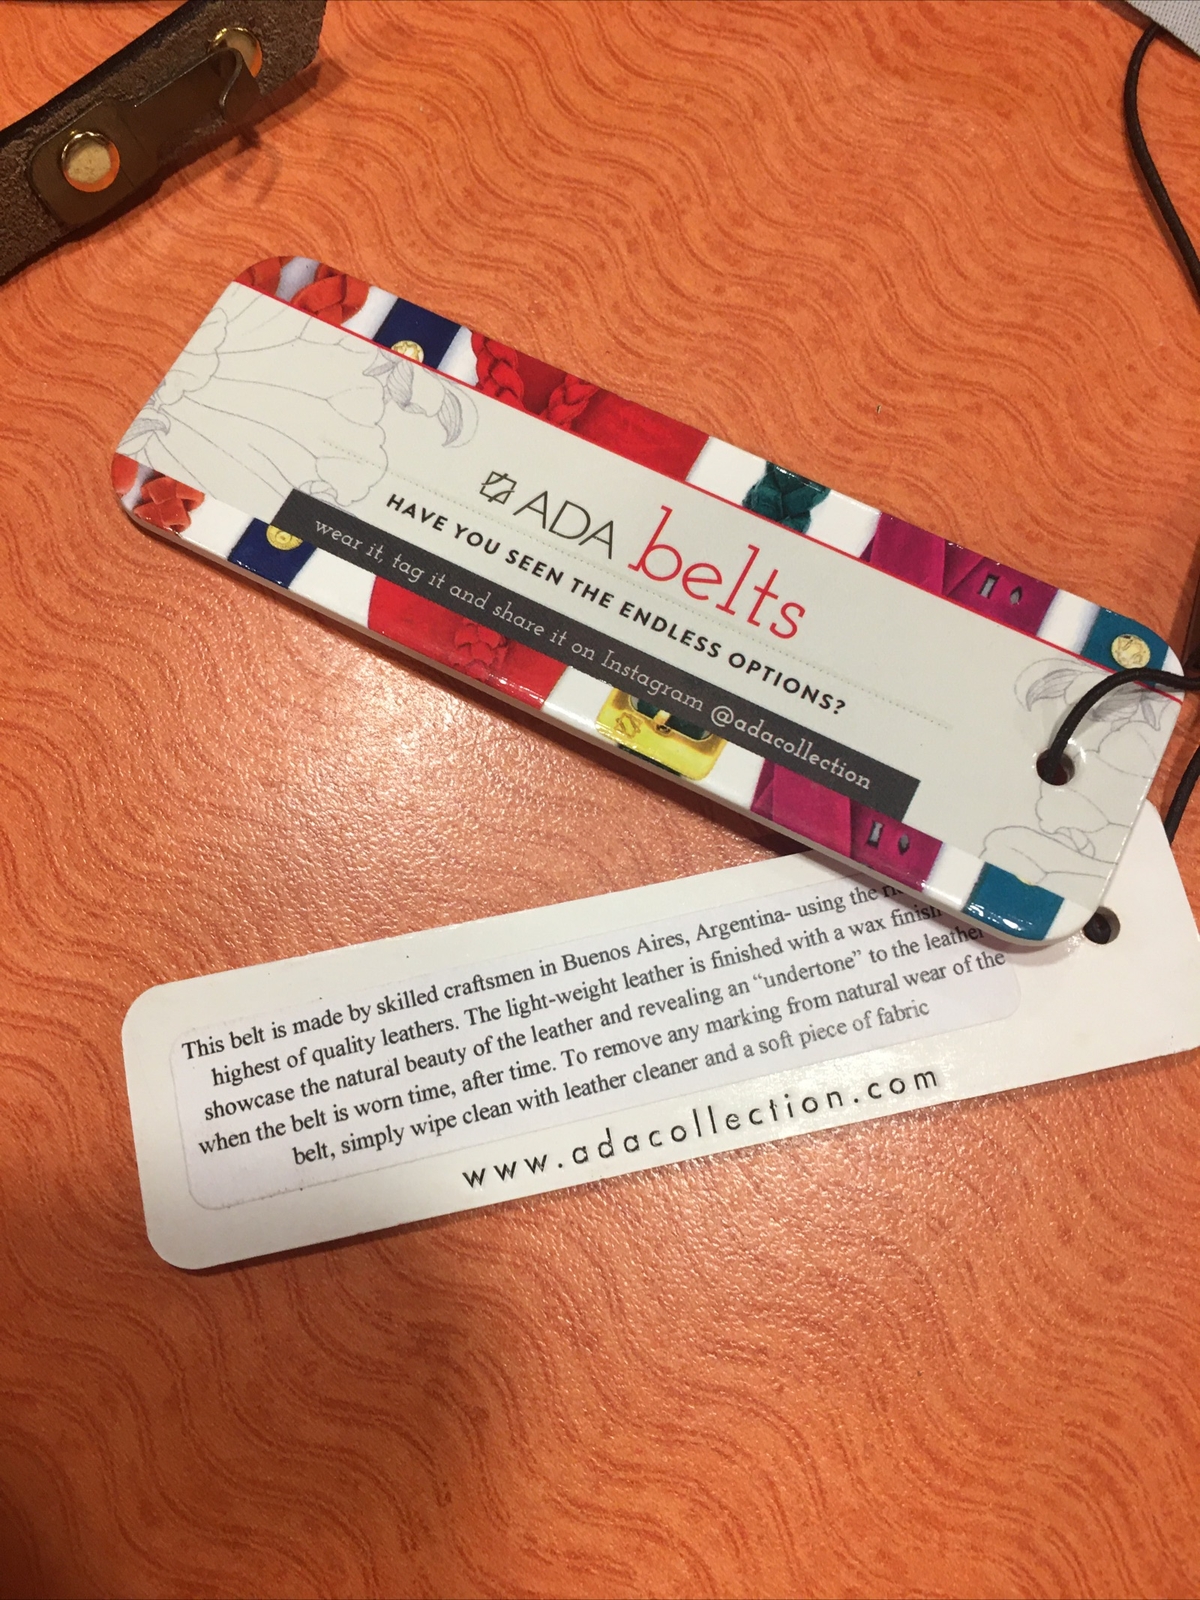 ADA belts
HAVE YOU SEEN THE ENDLESS OPTIONS?
wear it, tag it and share it on Instagram @adacollection
This belt is made by skilled craftsmen in Buenos Aires, Argentina- using the
highest of quality leathers. The light-weight leather is finished with a wax finish
showcase the natural beauty of the leather and revealing an “undertone” to the leather
when the belt is worn time, after time. To remove any marking from natural wear of the
belt, simply wipe clean with leather cleaner and a soft piece of fabric
www.adacollection.com